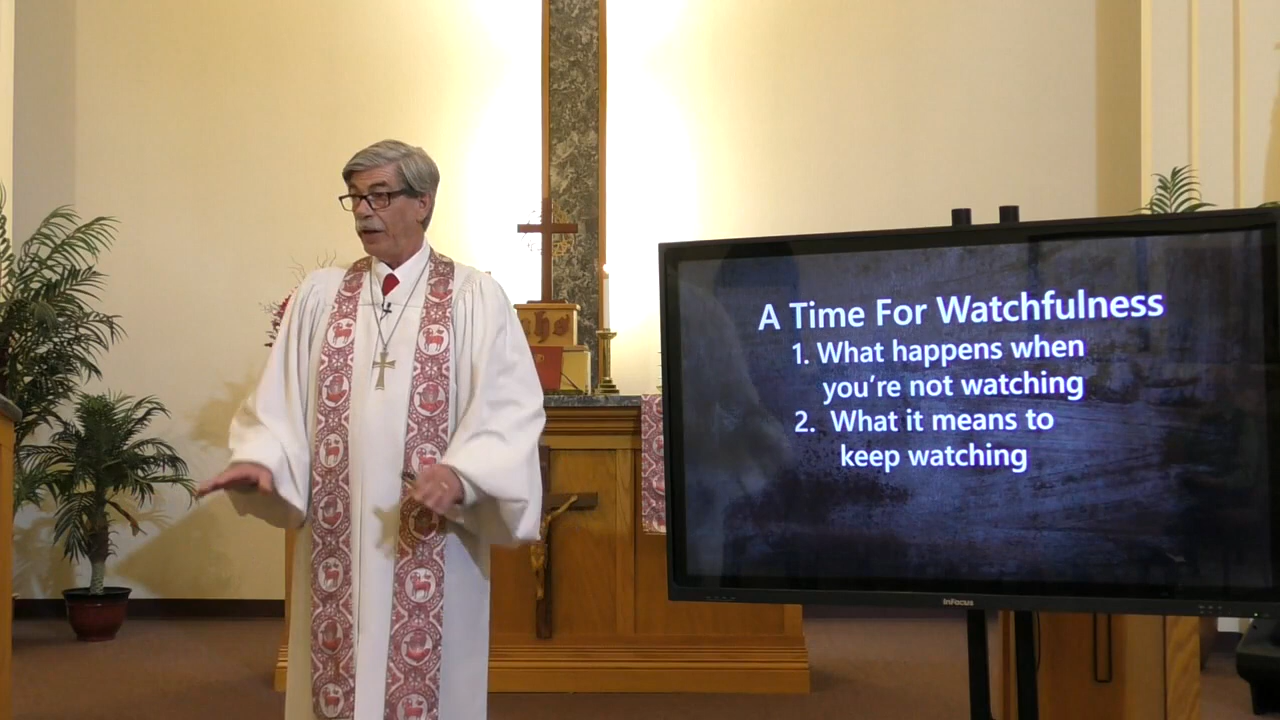 ihs
A Time For Watchfulness
1. What happens when
you're not watching
2. What it means to
keep watching
InFocus